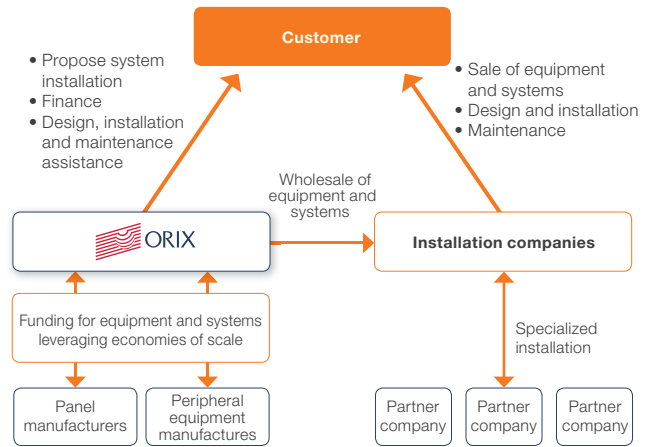 Customer
• Propose system
installation
• Finance
• Design, installation
and maintenance
assistance
• Sale of equipment
and systems
• Design and installation
• Maintenance
Wholesale of
equipment and
systems
ORIX
Installation companies
Funding for equipment and systems
leveraging economies of scale
Specialized
installation
Panel
manufacturers
Peripheral
equipment
manufactures
Partner
company
Partner
company
Partner
company